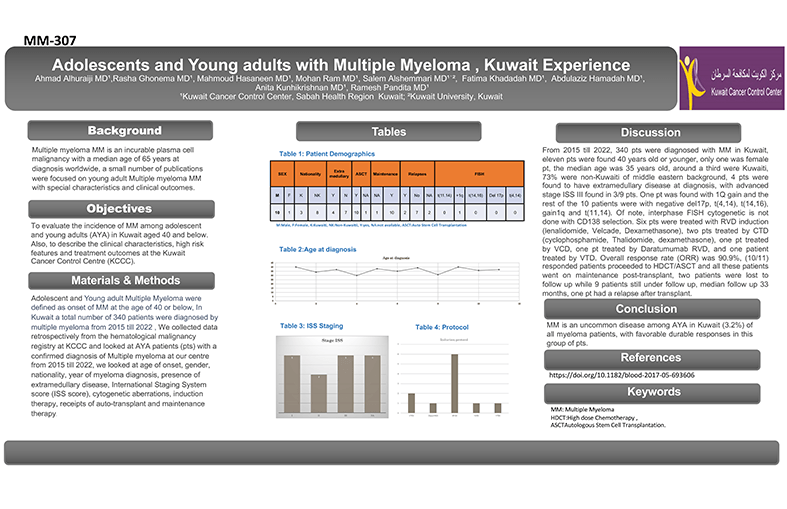 MM-307
Adolescents and Young adults with Multiple Myeloma , Kuwait Experience
Ahmad Alhuraiji MD¹,Rasha Ghonema MD¹, Mahmoud Hasaneen MD¹, Mohan Ram MD¹, Salem Alshemmari MD¹˙², Fatima Khadadah MD¹, Abdulaziz Hamadah MD¹,
Anita Kunhikrishnan MD¹, Ramesh Pandita MD¹
¹Kuwait Cancer Control Center, Sabah Health Region Kuwait; ²Kuwait University, Kuwait
مركز الكويت لمكافحة السرطان
Kuwait Cancer Control Center
Background
Multiple myeloma MM is an incurable plasma cell
malignancy with a median age of 65 years at
diagnosis worldwide, a small number of publications
were focused on young adult Multiple myeloma MM
with special characteristics and clinical outcomes.
Objectives
To evaluate the incidence of MM among adolescent
and young adults (AYA) in Kuwait aged 40 and below.
Also, to describe the clinical characteristics, high risk
features and treatment outcomes at the Kuwait
Cancer Control Centre (KCCC).
Materials & Methods
Adolescent and Young adult Multiple Myeloma were
defined as onset of MM at the age of 40 or below, In
Kuwait a total number of 340 patients were diagnosed by
multiple myeloma from 2015 till 2022 , We collected data
retrospectively from the hematological malignancy
registry at KCCC and looked at AYA patients (pts) with a
confirmed diagnosis of Multiple myeloma at our centre
from 2015 till 2022, we looked at age of onset, gender,
nationality, year of myeloma diagnosis, presence of
extramedullary disease, International Staging System
score (ISS score), cytogenetic aberrations, induction
therapy, receipts of auto-transplant and maintenance
therapy.
Tables
Table 1: Patient Demographics
SEX Nationality Extra medullary ASCT Maintenance Relapses FISH
M F K NK Y N Y NA NA Y Y No NA t(11,14) +1q t(14,16) Del 17p t(4,14)
10 1 3 8 4 7 10 1 1 10 2 7 2 0 1 0 0 0
M-Male, F-Female, K-Kuwaiti, NK-Non-Kuwaiti, Y-yes, NA-not available, ASCT-Auto Stem Cell Transplantation
Table 2:Age at diagnosis
Age at diagnosis
Table 3: ISS Staging
Stage ISS
Table 4: Protocol
Discussion
From 2015 till 2022, 340 pts were diagnosed with MM in Kuwait,
eleven pts were found 40 years old or younger, only one was female
pt, the median age was 35 years old, around a third were Kuwaiti,
73% were non-Kuwaiti of middle eastern background, 4 pts were
found to have extramedullary disease at diagnosis, with advanced
stage ISS III found in 3/9 pts. One pt was found with 1Q gain and the
rest of the 10 patients were with negative del17p, t(4,14), t(14,16),
gain1q and t(11,14). Of note, interphase FISH cytogenetic is not
done with CD138 selection. Six pts were treated with RVD induction
(lenalidomide, Velcade, Dexamethasone), two pts treated by CTD
(cyclophosphamide, Thalidomide, dexamethasone), one pt treated
by VCD, one pt treated by Daratumumab RVD, and one patient
treated by VTD. Overall response rate (ORR) was 90.9%, (10/11)
responded patients proceeded to HDCT/ASCT and all these patients
went on maintenance post-transplant, two patients were lost to
follow up while 9 patients still under follow up, median follow up 33
months, one pt had a relapse after transplant.
Conclusion
MM is an uncommon disease among AYA in Kuwait (3.2%) of
all myeloma patients, with favorable durable responses in this
group of pts.
References
https://doi.org/10.1182/blood-2017-05-693606
Keywords
MM: Multiple Myeloma
HDCT:High dose Chemotherapy ,
ASCTAutologous Stem Cell Transplantation.